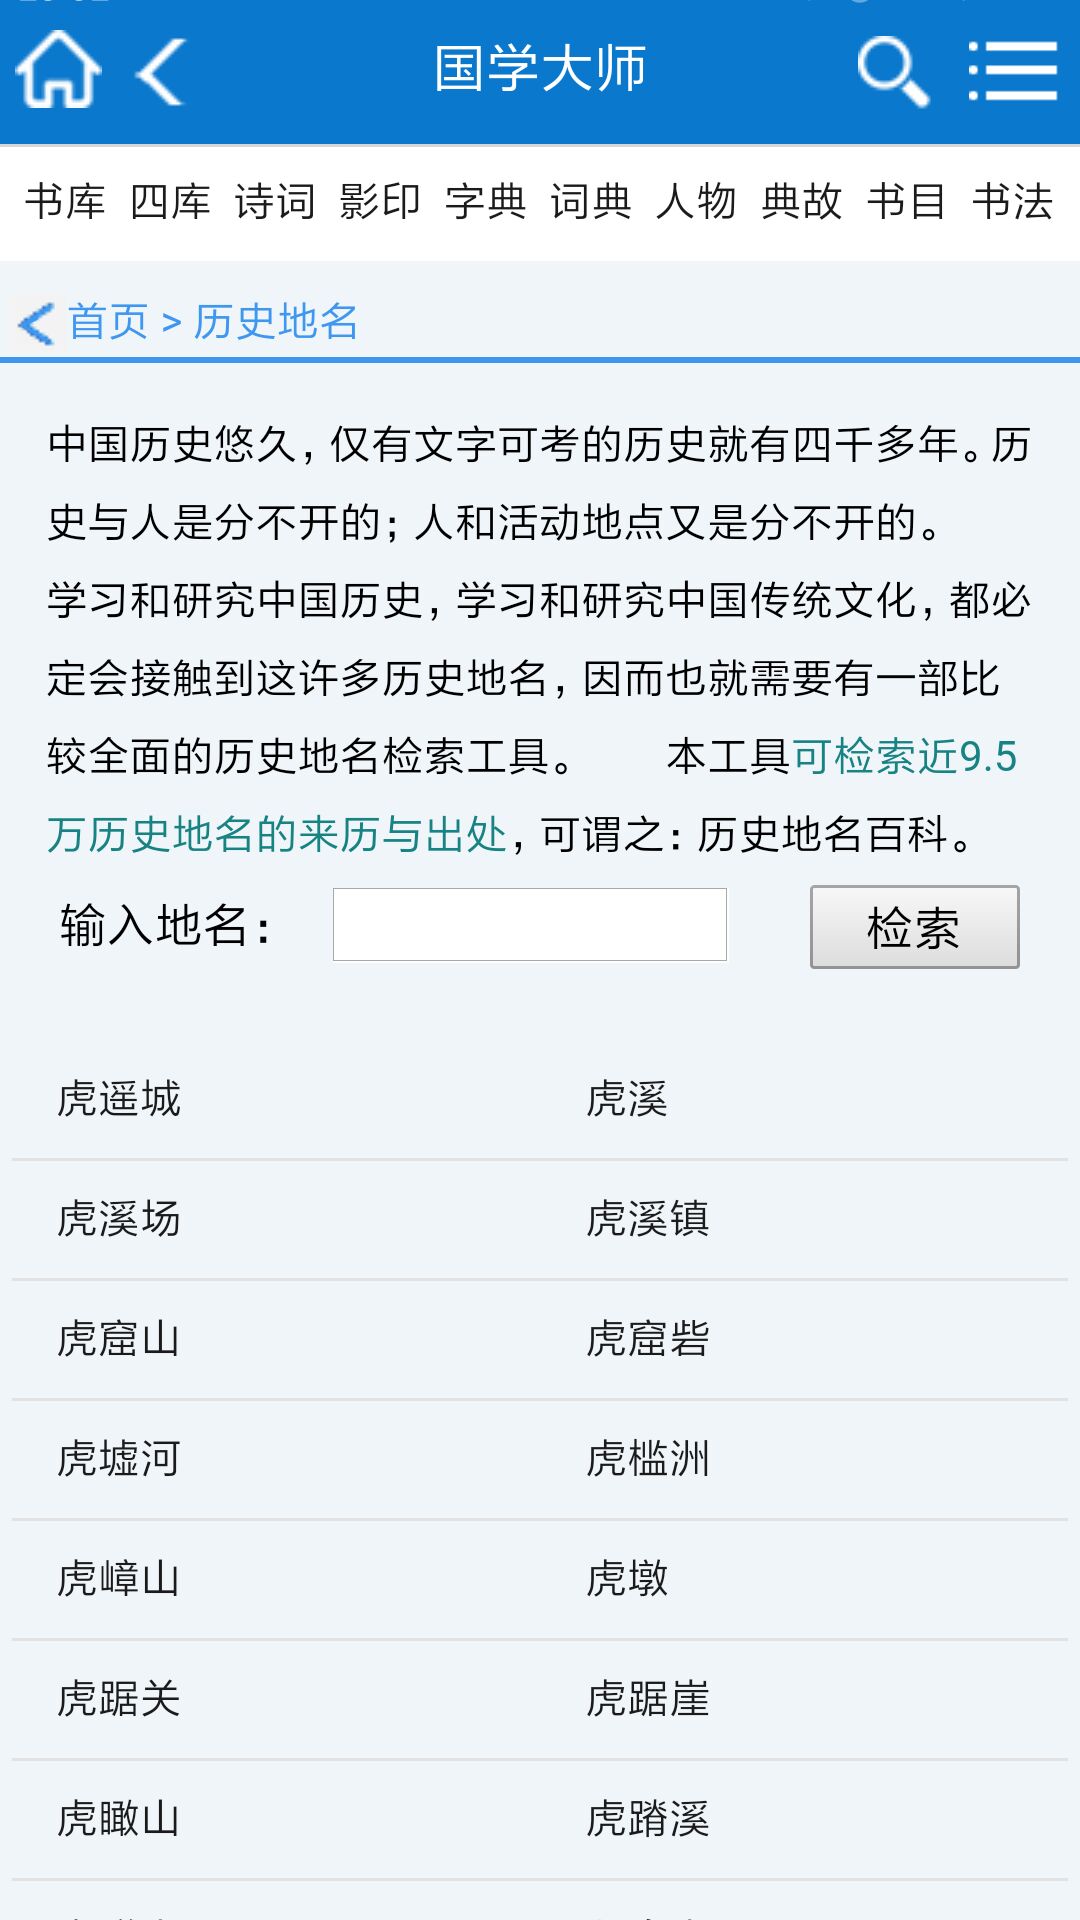 国学大师
书库 四库 诗词 影印 字典 词典 人物 典故 书目 书法
首页 > 历史地名
中国历史悠久，仅有文字可考的历史就有四千多年。历
史与人是分不开的；人和活动地点又是分不开的。
学习和研究中国历史，学习和研究中国传统文化，都必
定会接触到这许多历史地名，因而也就需要有一部比
较全面的历史地名检索工具。 本工具可检索近9.5
万历史地名的来历与出处，可谓之：历史地名百科。
输入地名： 检索
虎遥城 虎溪
虎溪场 虎溪镇
虎窟山 虎窟砦
虎墟河 虎槛洲
虎嶂山 虎墩
虎踞关 虎踞崖
虎瞰山 虎蹐溪